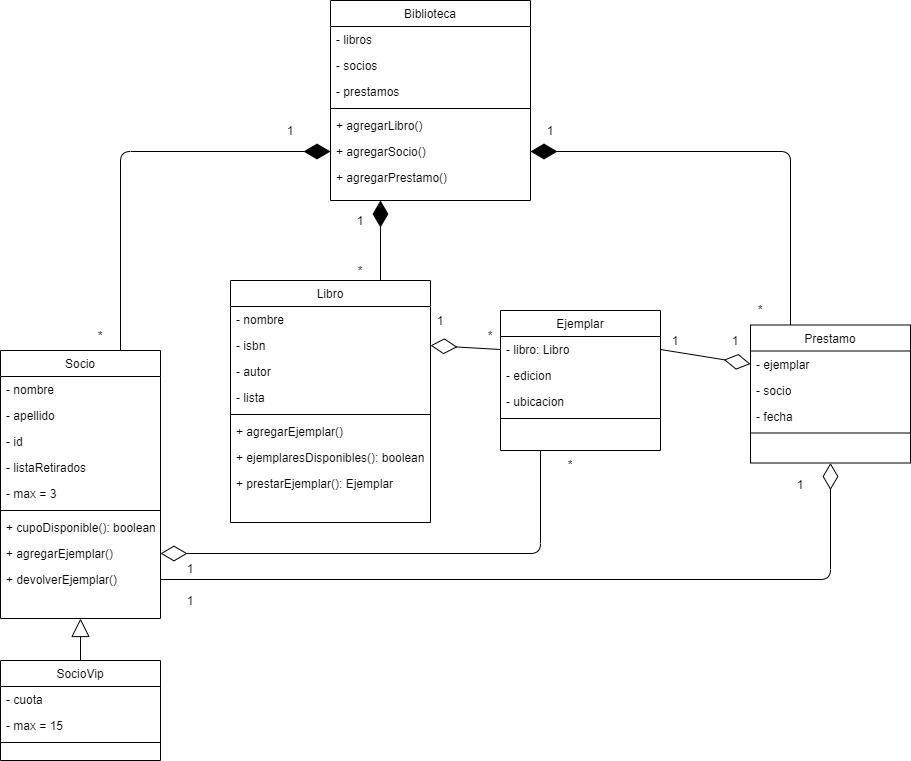 Biblioteca
- libros
- socios
- prestamos
+ agregarLibro()
+ agregarSocio()
+ agregarPrestamo()
1
1
1
*
*
*
Libro
- nombre
- isbn
- autor
- lista
+ agregarEjemplar()
+ ejemplaresDisponibles(): boolean
+ prestarEjemplar(): Ejemplar
1
*
Ejemplar
- libro: Libro
- edicion
- ubicacion
1
1
*
Prestamo
- ejemplar
- socio
- fecha
1
Socio
- nombre
- apellido
- id
- listaRetirados
- max = 3
+ cupoDisponible(): boolean
+ agregarEjemplar()
+ devolverEjemplar()
1
1
SocioVip
- cuota
- max = 15